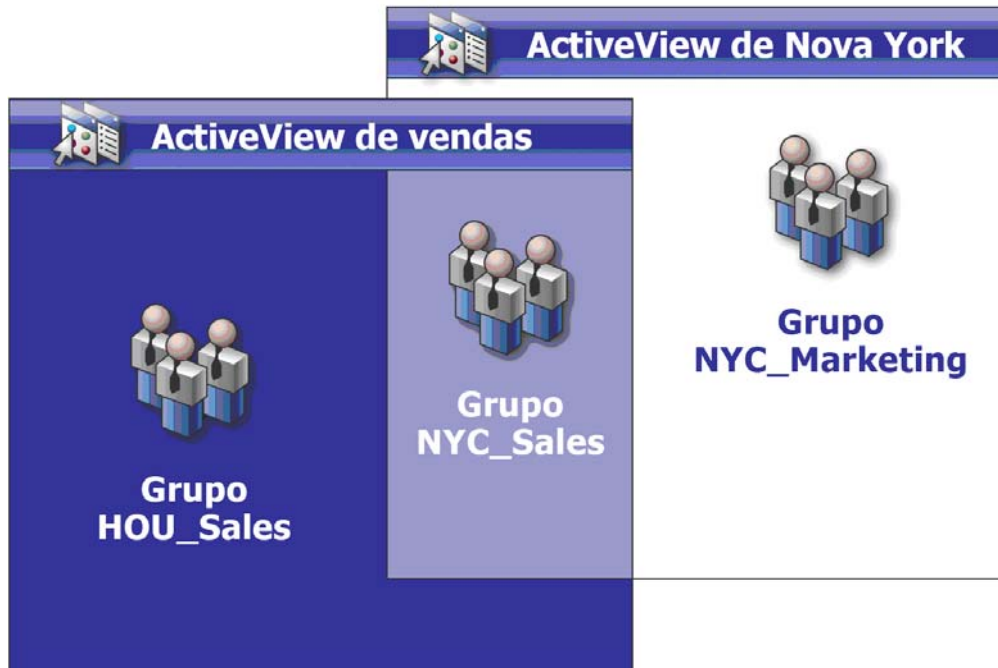 ActiveView de Nova York
ActiveView de vendas
Grupo
NYC_Marketing
Grupo
NYC_Sales
Grupo
HOU_Sales